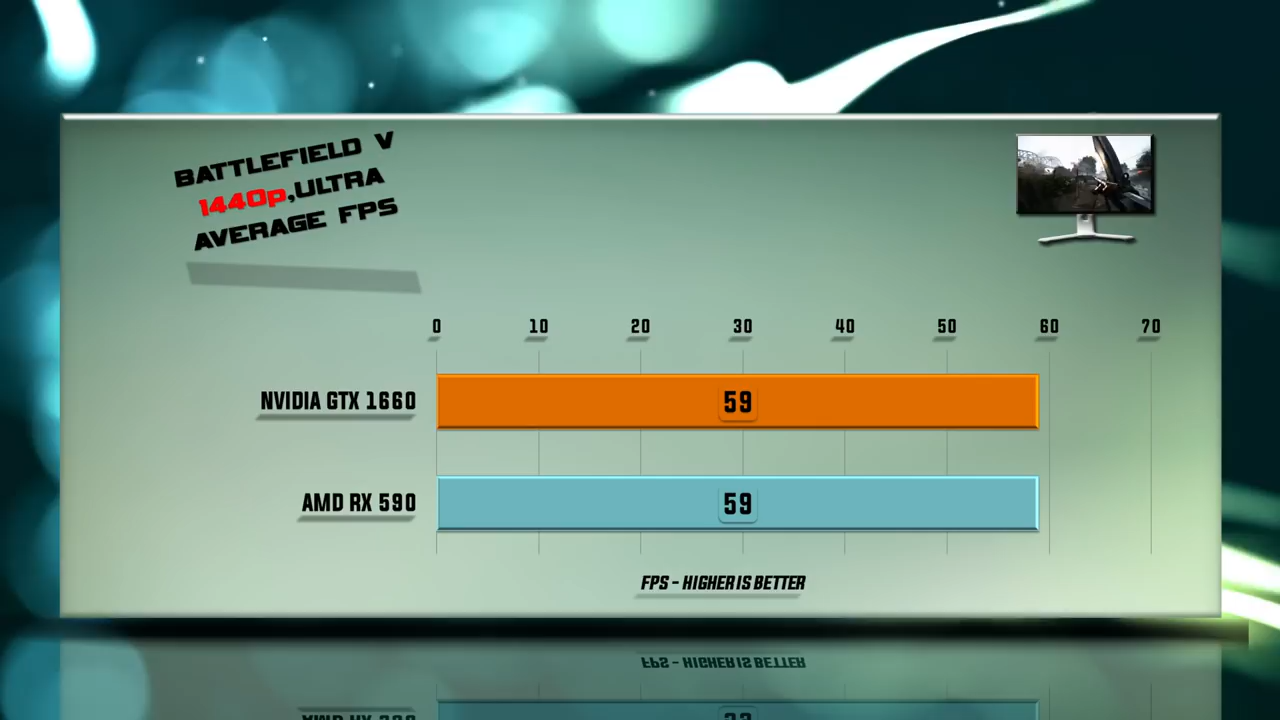 BATTLEFIELD V
1440p,ULTRA
AVERAGE FPS
0 10 20 30 40 50 60 70
NVIDIA GTX 1660 59
AMD RX 590 59
FPS - HIGHER IS BETTER